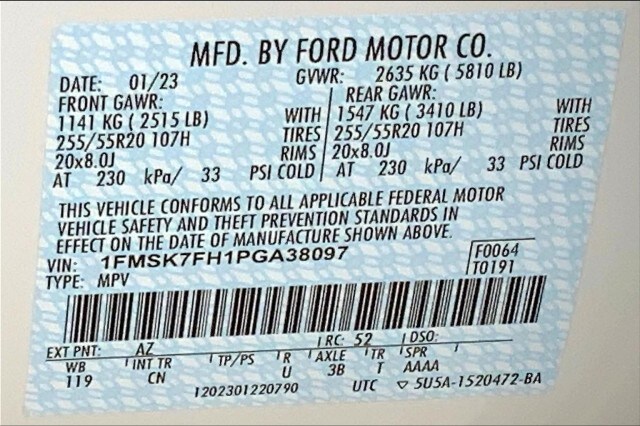 MFD. BY FORD MOTOR CO.
DATE: 01/23 GVWR: 2635 KG ( 5810 LB)
FRONT GAWR: REAR GAWR:
1141 KG ( 2515 LB) WITH 1547 KG ( 3410 LB) WITH
255/55R20 107H TIRES 255/55R20 107H TIRES
20x8.0J RIMS 20x8.0J RIMS
AT 230 kPa/ 33 PSI COLD AT 230 kPa/ 33 PSI COLD
THIS VEHICLE CONFORMS TO ALL APPLICABLE FEDERAL MOTOR
VEHICLE SAFETY AND THEFT PREVENTION STANDARDS IN
EFFECT ON THE DATE OF MANUFACTURE SHOWN ABOVE.
VIN: 1FMSK7FH1PGA38097 F0064
TYPE: MPV T0191
EXT PNT: AZ RC: 52 DSO:
WB INT TR TP/PS R AXLE TR SPR
119 CN U 3B T AAAA
1202301220790 UTC ▽ 5U5A-1520472-BA